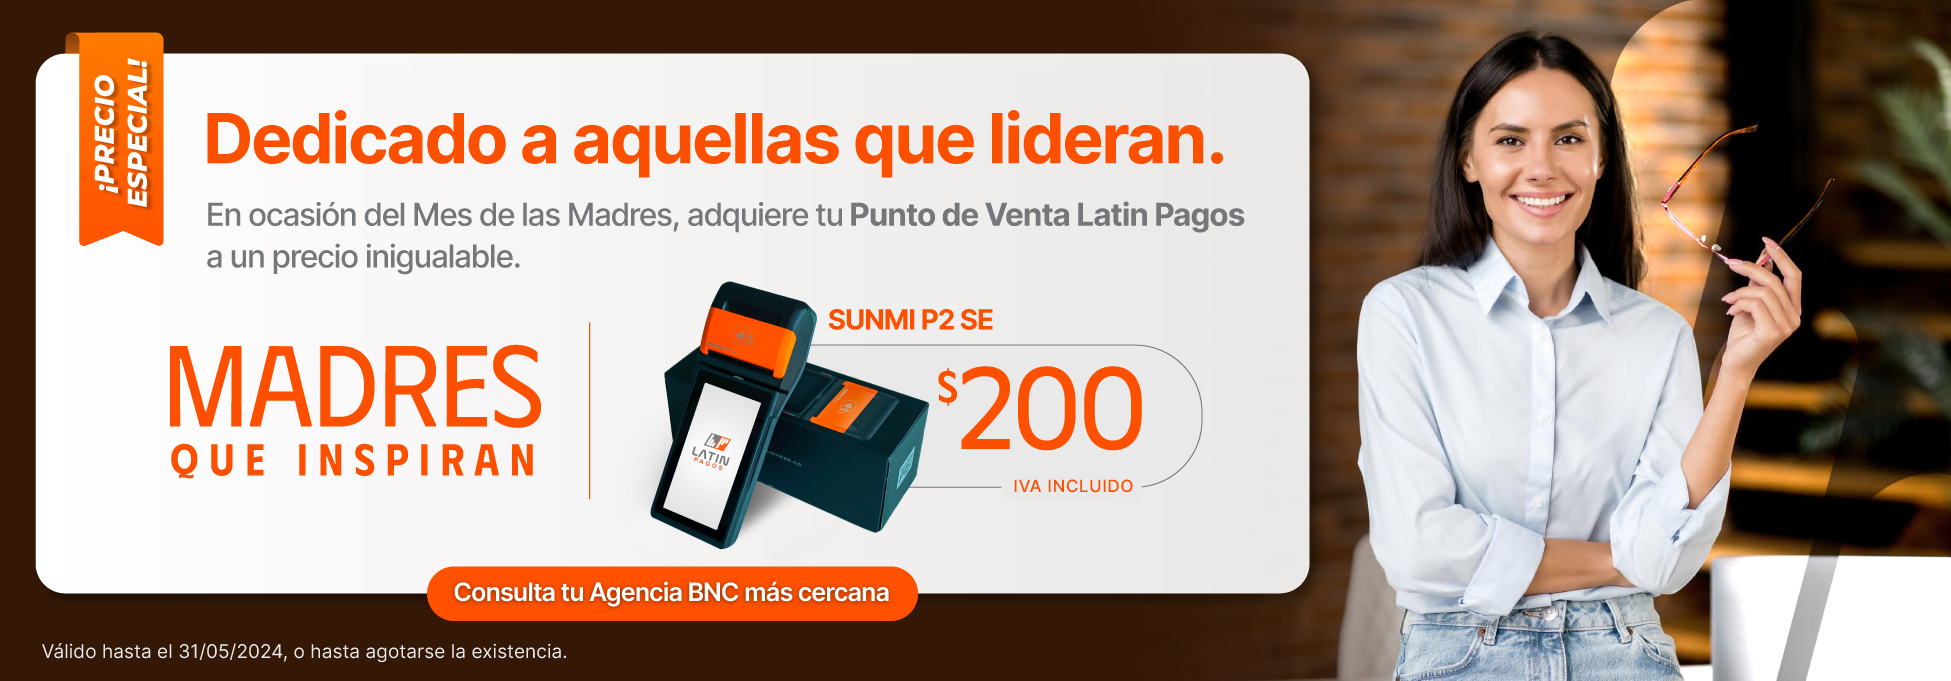 ¡PRECIO
ESPECIAL!
Dedicado a aquellas que lideran.
En ocasión del Mes de las Madres, adquiere tu Punto de Venta Latin Pagos
a un precio inigualable.
MADRES
QUE INSPIRAN
SUNMI P2 SE
$200
IVA INCLUIDO
LATIN
PAGOS
Consulta tu Agencia BNC más cercana
Válido hasta el 31/05/2024, o hasta agotarse la existencia.